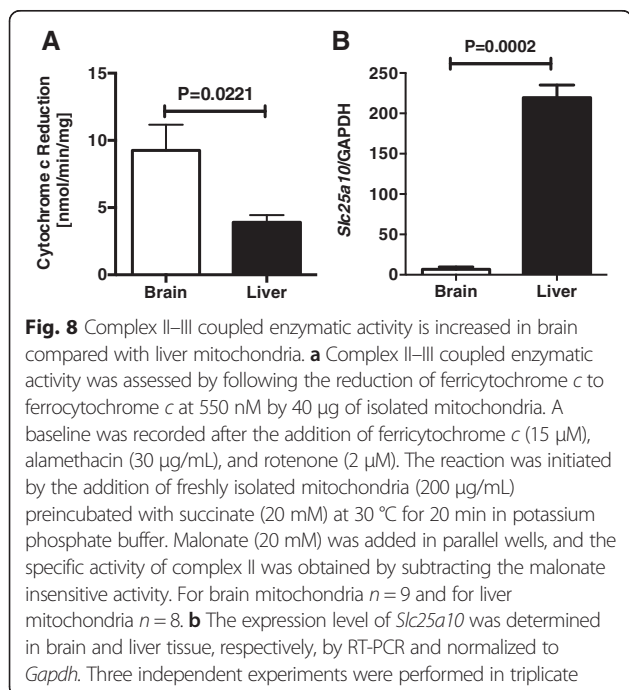 A
B
P=0.0221
P=0.0002
Cytochrome c Reduction
[nmol/min/mg]
15
10
5
0
Brain
Liver
Slc25a10/GAPDH
250
200
150
100
50
0
Brain
Liver
Fig. 8 Complex II–III coupled enzymatic activity is increased in brain
compared with liver mitochondria. a Complex II–III coupled enzymatic
activity was assessed by following the reduction of ferricytochrome c to
ferrocytochrome c at 550 nM by 40 μg of isolated mitochondria. A
baseline was recorded after the addition of ferricytochrome c (15 μM),
alamethacin (30 μg/mL), and rotenone (2 μM). The reaction was initiated
by the addition of freshly isolated mitochondria (200 μg/mL)
preincubated with succinate (20 mM) at 30 °C for 20 min in potassium
phosphate buffer. Malonate (20 mM) was added in parallel wells, and the
specific activity of complex II was obtained by subtracting the malonate
insensitive activity. For brain mitochondria n = 9 and for liver
mitochondria n = 8. b The expression level of Slc25a10 was determined
in brain and liver tissue, respectively, by RT-PCR and normalized to
Gapdh. Three independent experiments were performed in triplicate